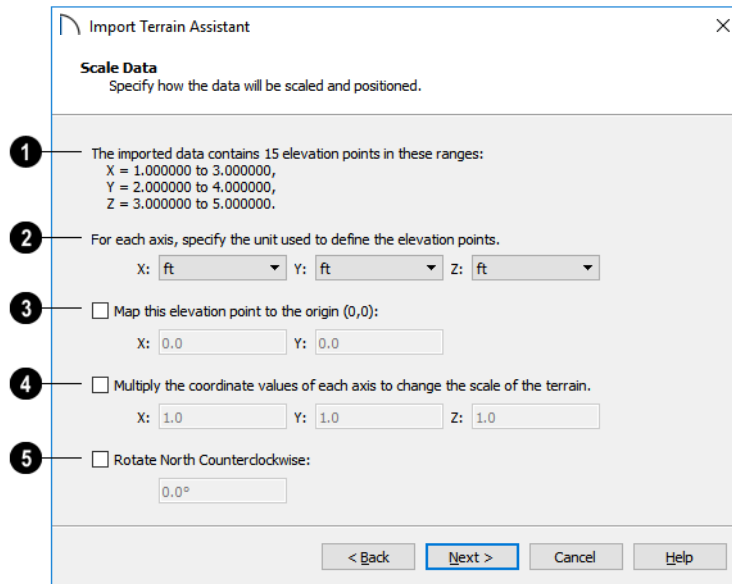 Import Terrain Assistant
Scale Data
Specify how the data will be scaled and positioned.
1 The imported data contains 15 elevation points in these ranges:
X = 1.000000 to 3.000000,
Y = 2.000000 to 4.000000,
Z = 3.000000 to 5.000000.
2 For each axis, specify the unit used to define the elevation points.
X: ft Y: ft Z: ft
3 Map this elevation point to the origin (0,0):
X: 0.0 Y: 0.0
4 Multiply the coordinate values of each axis to change the scale of the terrain.
X: 1.0 Y: 1.0 Z: 1.0
5 Rotate North Counterclockwise:
0.0°
< Back Next > Cancel Help